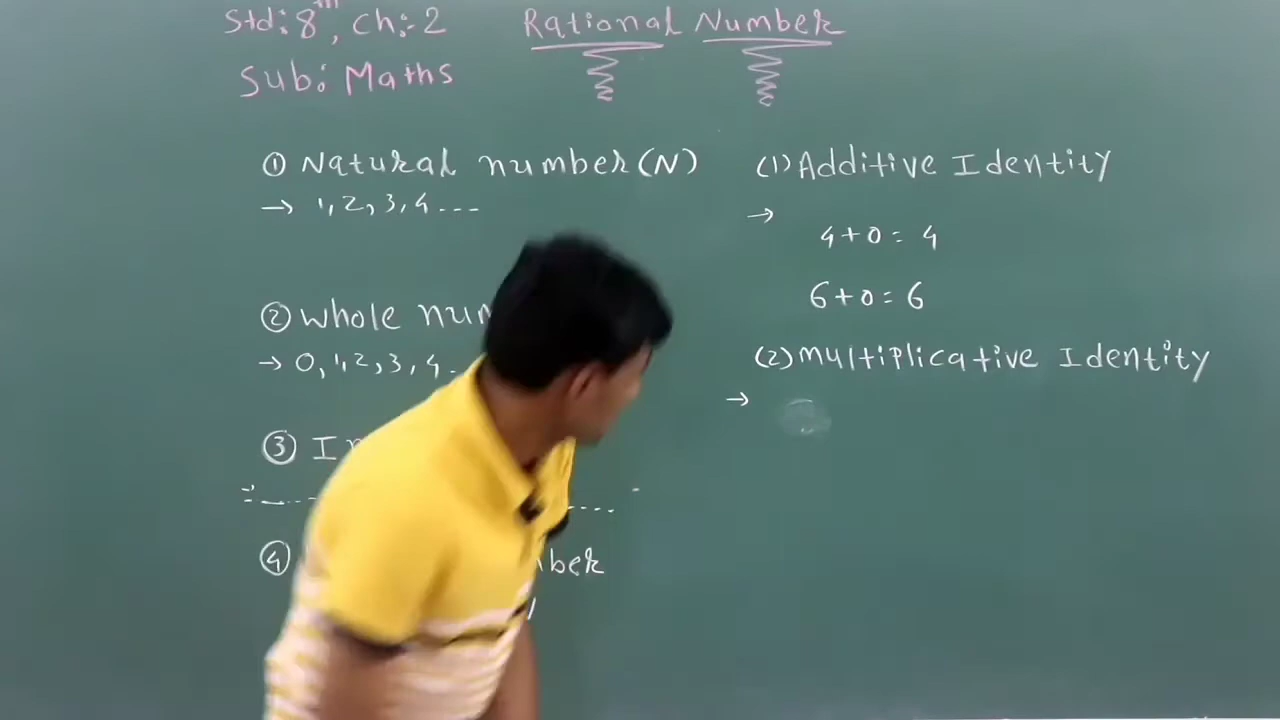 Std:8th, Ch:-2
Sub: Maths
Rational Number
① Natural number(N)
→ 1,2,3,4...
② Whole
→ 0,1,2,3,4..
③
④
(1) Additive Identity
→
4+0= 4
6+0= 6
(2) Multiplicative Identity
→